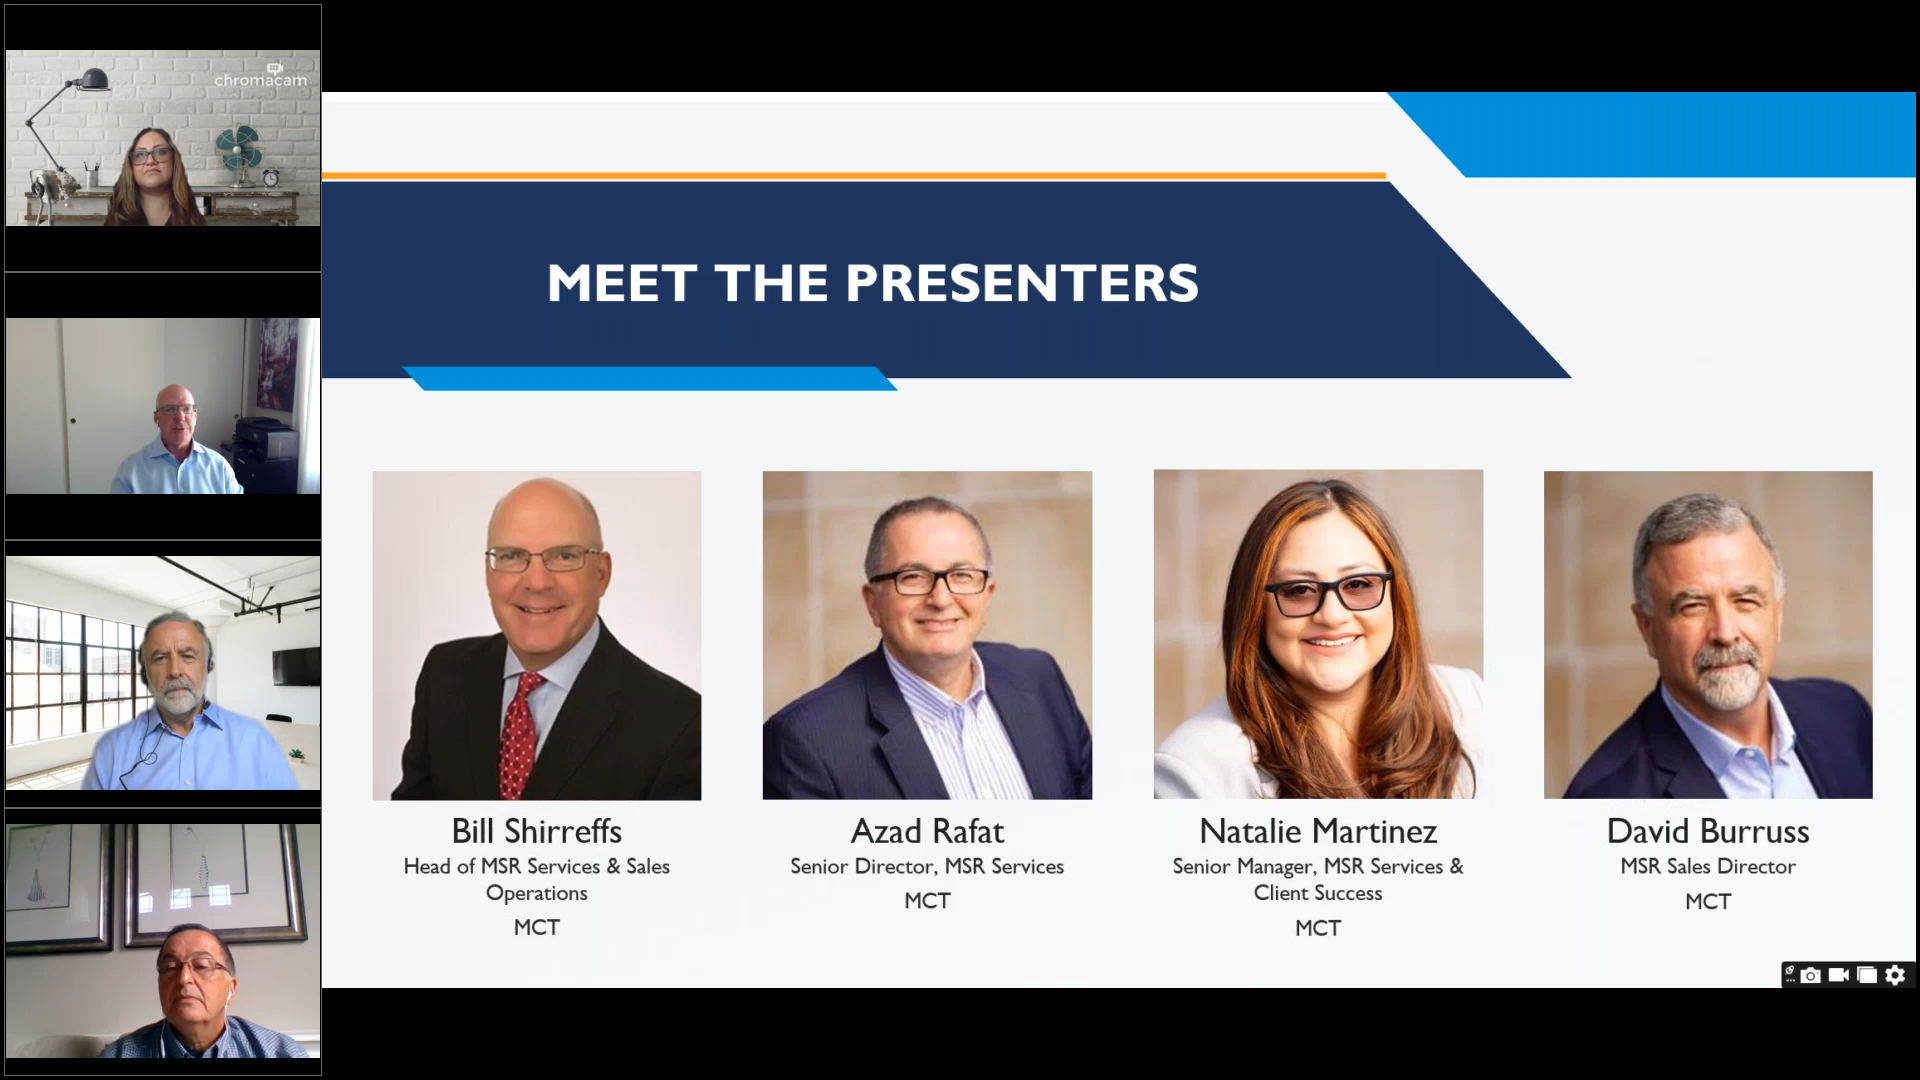 chromacam
MEET THE PRESENTERS
Bill Shirreffs
Head of MSR Services & Sales
Operations
MCT
Azad Rafat
Senior Director, MSR Services
MCT
Natalie Martinez
Senior Manager, MSR Services &
Client Success
MCT
David Burruss
MSR Sales Director
MCT